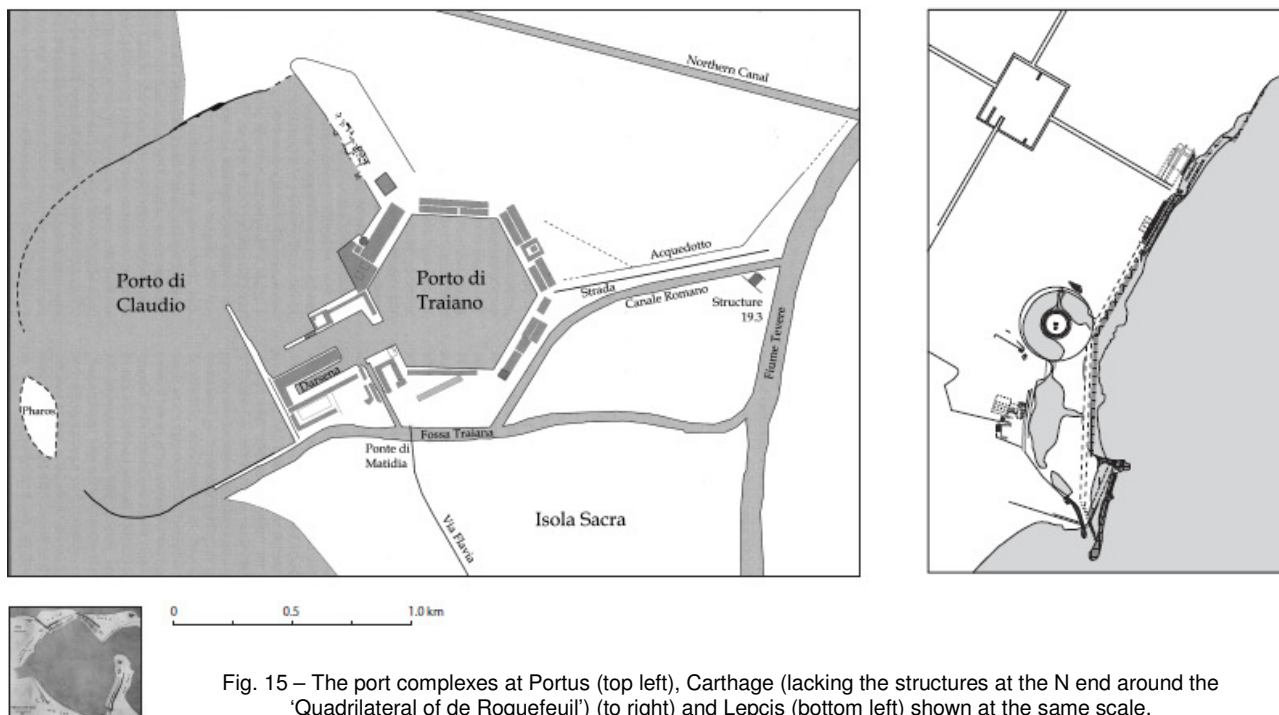 Northern Canal
Porto di
Claudio
Porto di
Traiano
Acquedotto
Strada
Canale Romano
Structure
19.3
Fiume Tevere
Darsena
Pharos
Fossa Traiana
Ponte di
Matidia
Via Flavia
Isola Sacra
0 0.5 1.0 km
Fig. 15 – The port complexes at Portus (top left), Carthage (lacking the structures at the N end around the
‘Quadrilateral of de Roquefeuil’) (to right) and Lepcis (bottom left) shown at the same scale.